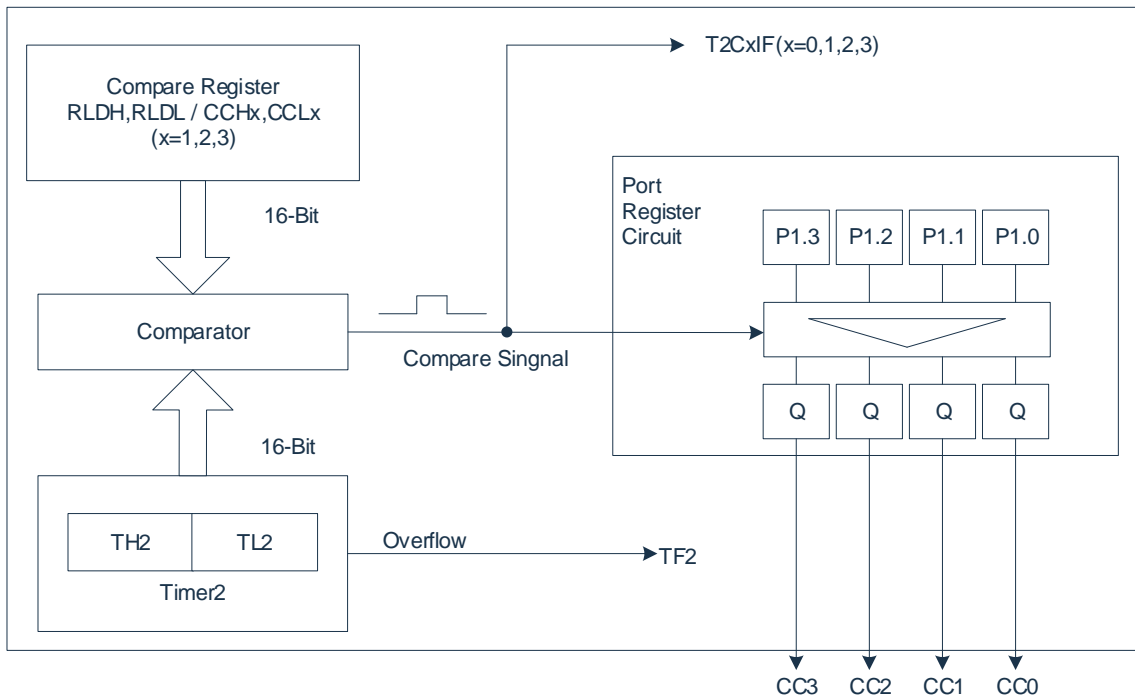 T2CxIF(x=0,1,2,3)
Compare Register
RLDH,RLDL / CCHx,CCLx
(x=1,2,3)
16-Bit
Port
Register
Circuit
P1.3 P1.2 P1.1 P1.0
Comparator
Compare Singnal
Q Q Q Q
16-Bit
TH2 TL2
Timer2
Overflow
TF2
CC3 CC2 CC1 CC0